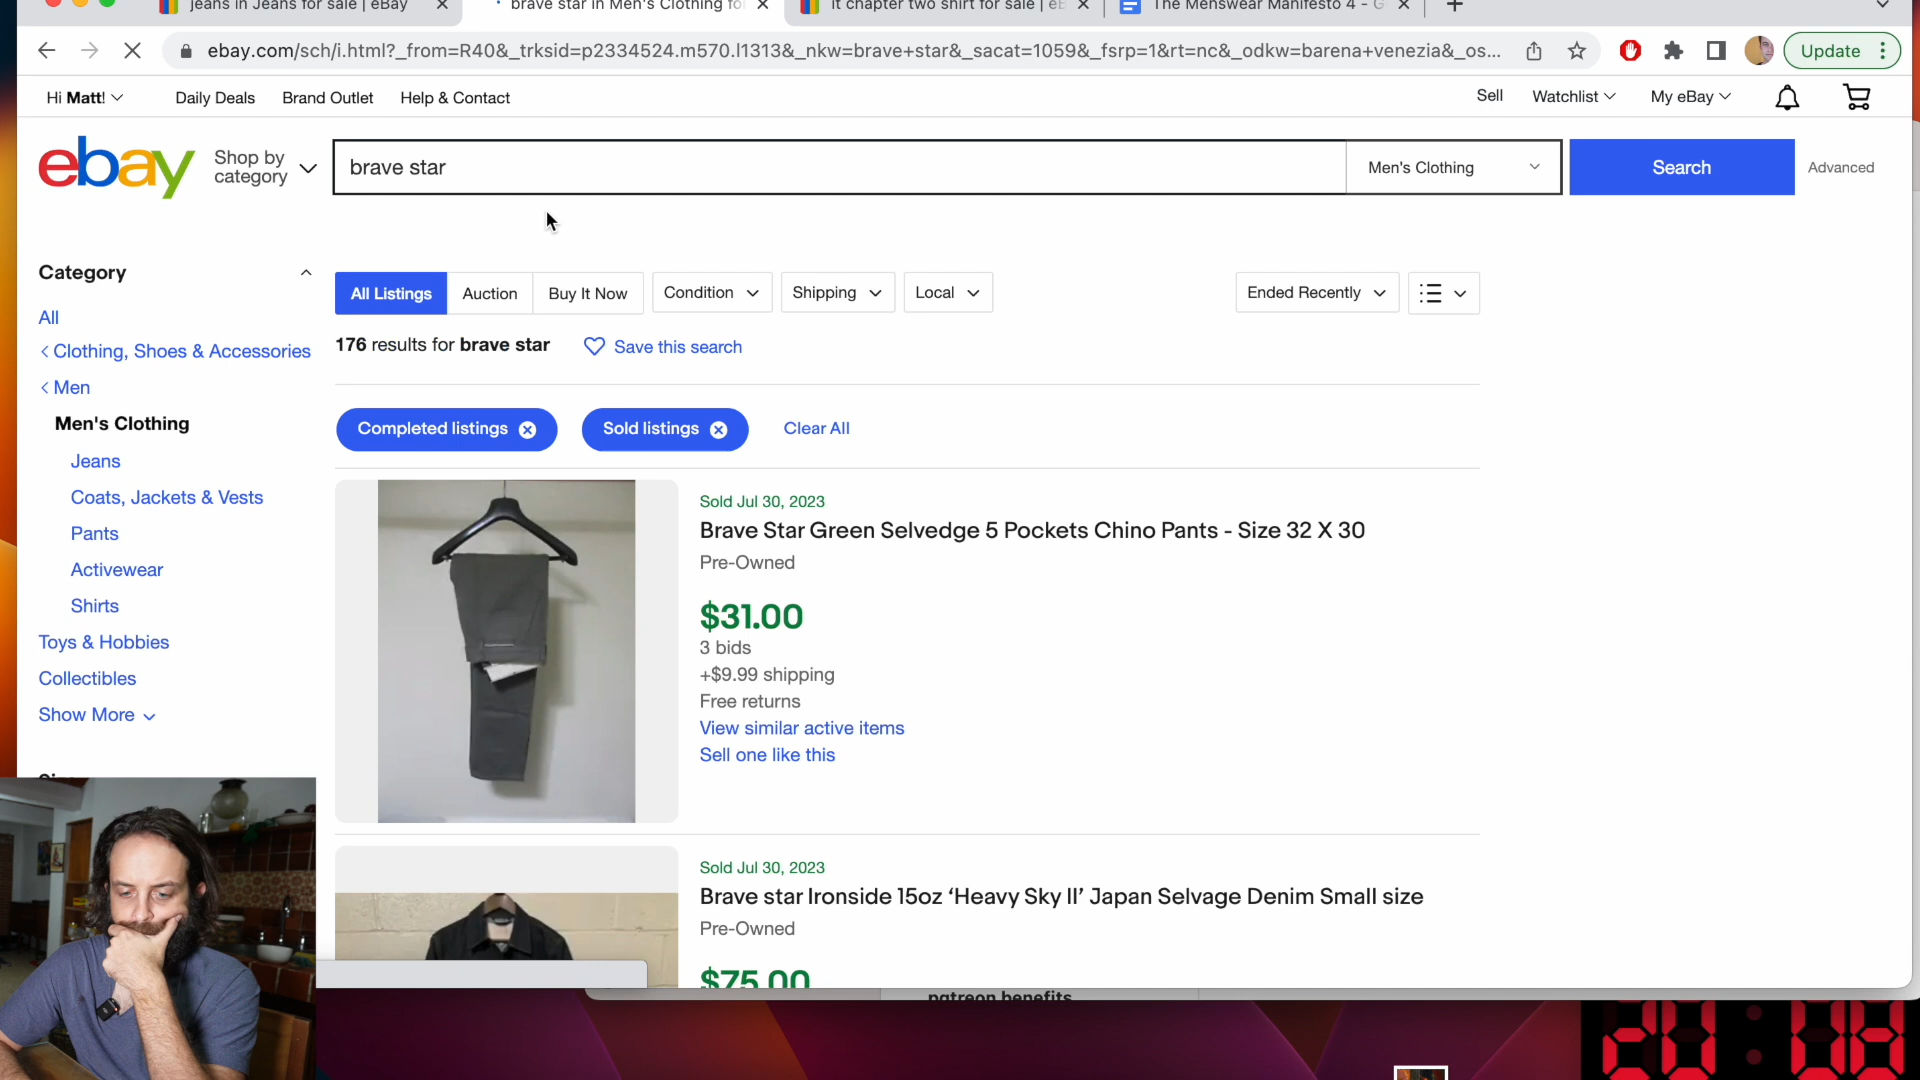 jeans in Jeans for sale | eBay
brave star in Men's Clothing fo
it chapter two shirt for sale | eB
The Menswear Manifesto 4 - G
ebay.com/sch/i.html?_from=R40&_trksid=p2334524.m570.l1313&_nkw=brave+star&_sacat=1059&_fsrp=1&rt=nc&_odkw=barena+venezia&_os...
Update
Hi Matt!
Daily Deals
Brand Outlet
Help & Contact
Sell
Watchlist
My eBay
ebay
Shop by
category
brave star
Men's Clothing
Search
Advanced
Category
All
Clothing, Shoes & Accessories
Men
Men's Clothing
Jeans
Coats, Jackets & Vests
Pants
Activewear
Shirts
Toys & Hobbies
Collectibles
Show More
All Listings
Auction
Buy It Now
Condition
Shipping
Local
Ended Recently
176 results for brave star
Save this search
Completed listings
Sold listings
Clear All
Sold Jul 30, 2023
Brave Star Green Selvedge 5 Pockets Chino Pants - Size 32 X 30
Pre-Owned
$31.00
3 bids
+$9.99 shipping
Free returns
View similar active items
Sell one like this
Sold Jul 30, 2023
Brave star Ironside 15oz ‘Heavy Sky II’ Japan Selvage Denim Small size
Pre-Owned
$75.00
patreon benefits
20:08